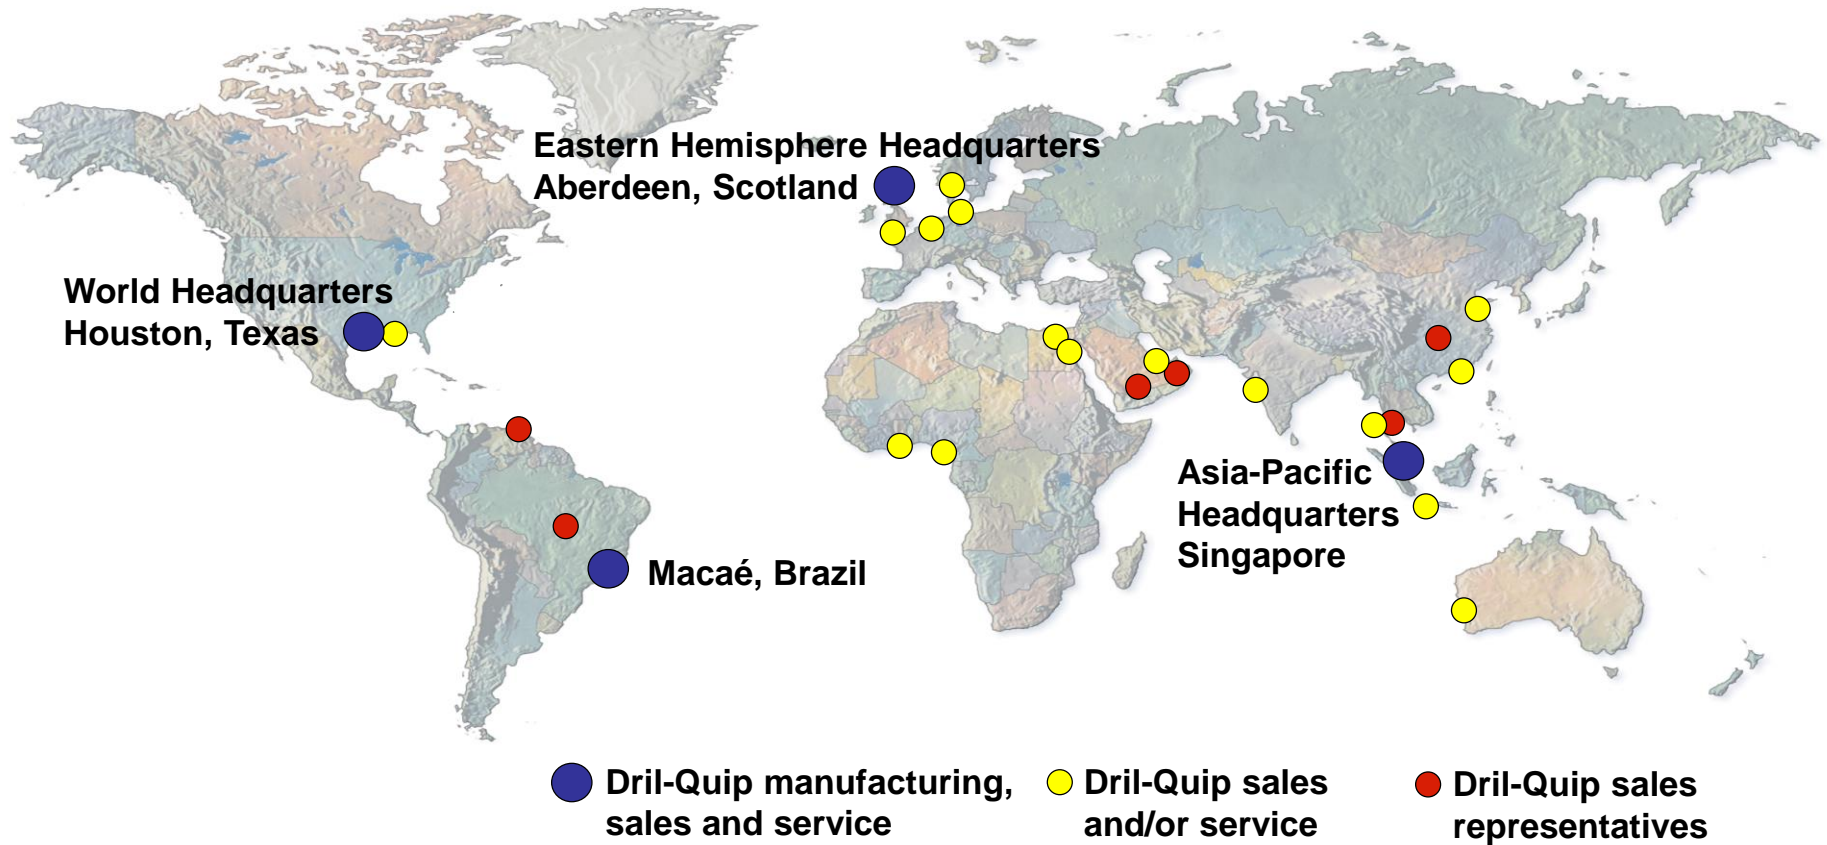 Eastern Hemisphere Headquarters
Aberdeen, Scotland
World Headquarters
Houston, Texas
Asia-Pacific
Headquarters
Singapore
Macaé, Brazil
Dril-Quip manufacturing,
sales and service
Dril-Quip sales
and/or service
Dril-Quip sales
representatives